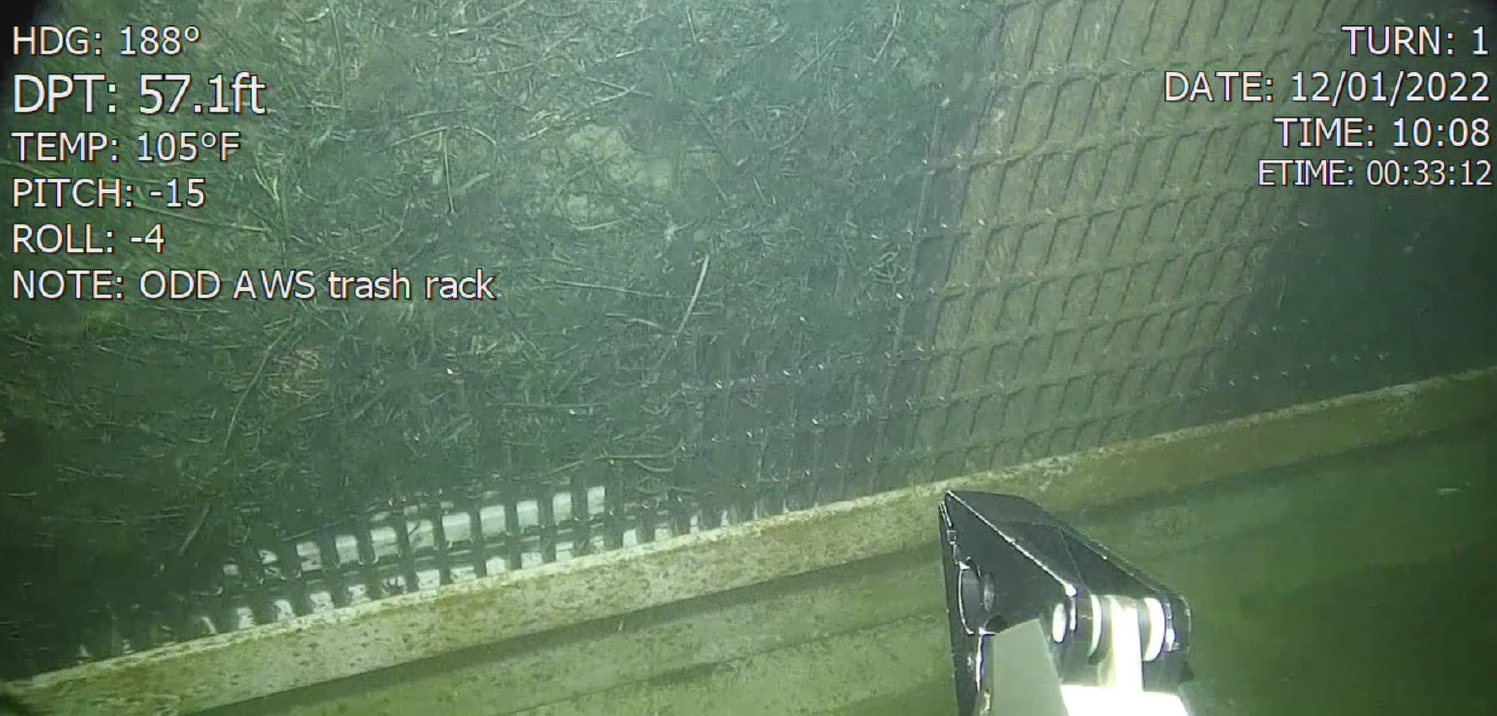 HDG: 188°
DPT: 57.1ft
TEMP: 105°F
PITCH: -15
ROLL: -4
NOTE: ODD AWS trash rack
TURN: 1
DATE: 12/01/2022
TIME: 10:08
ETIME: 00:33:12